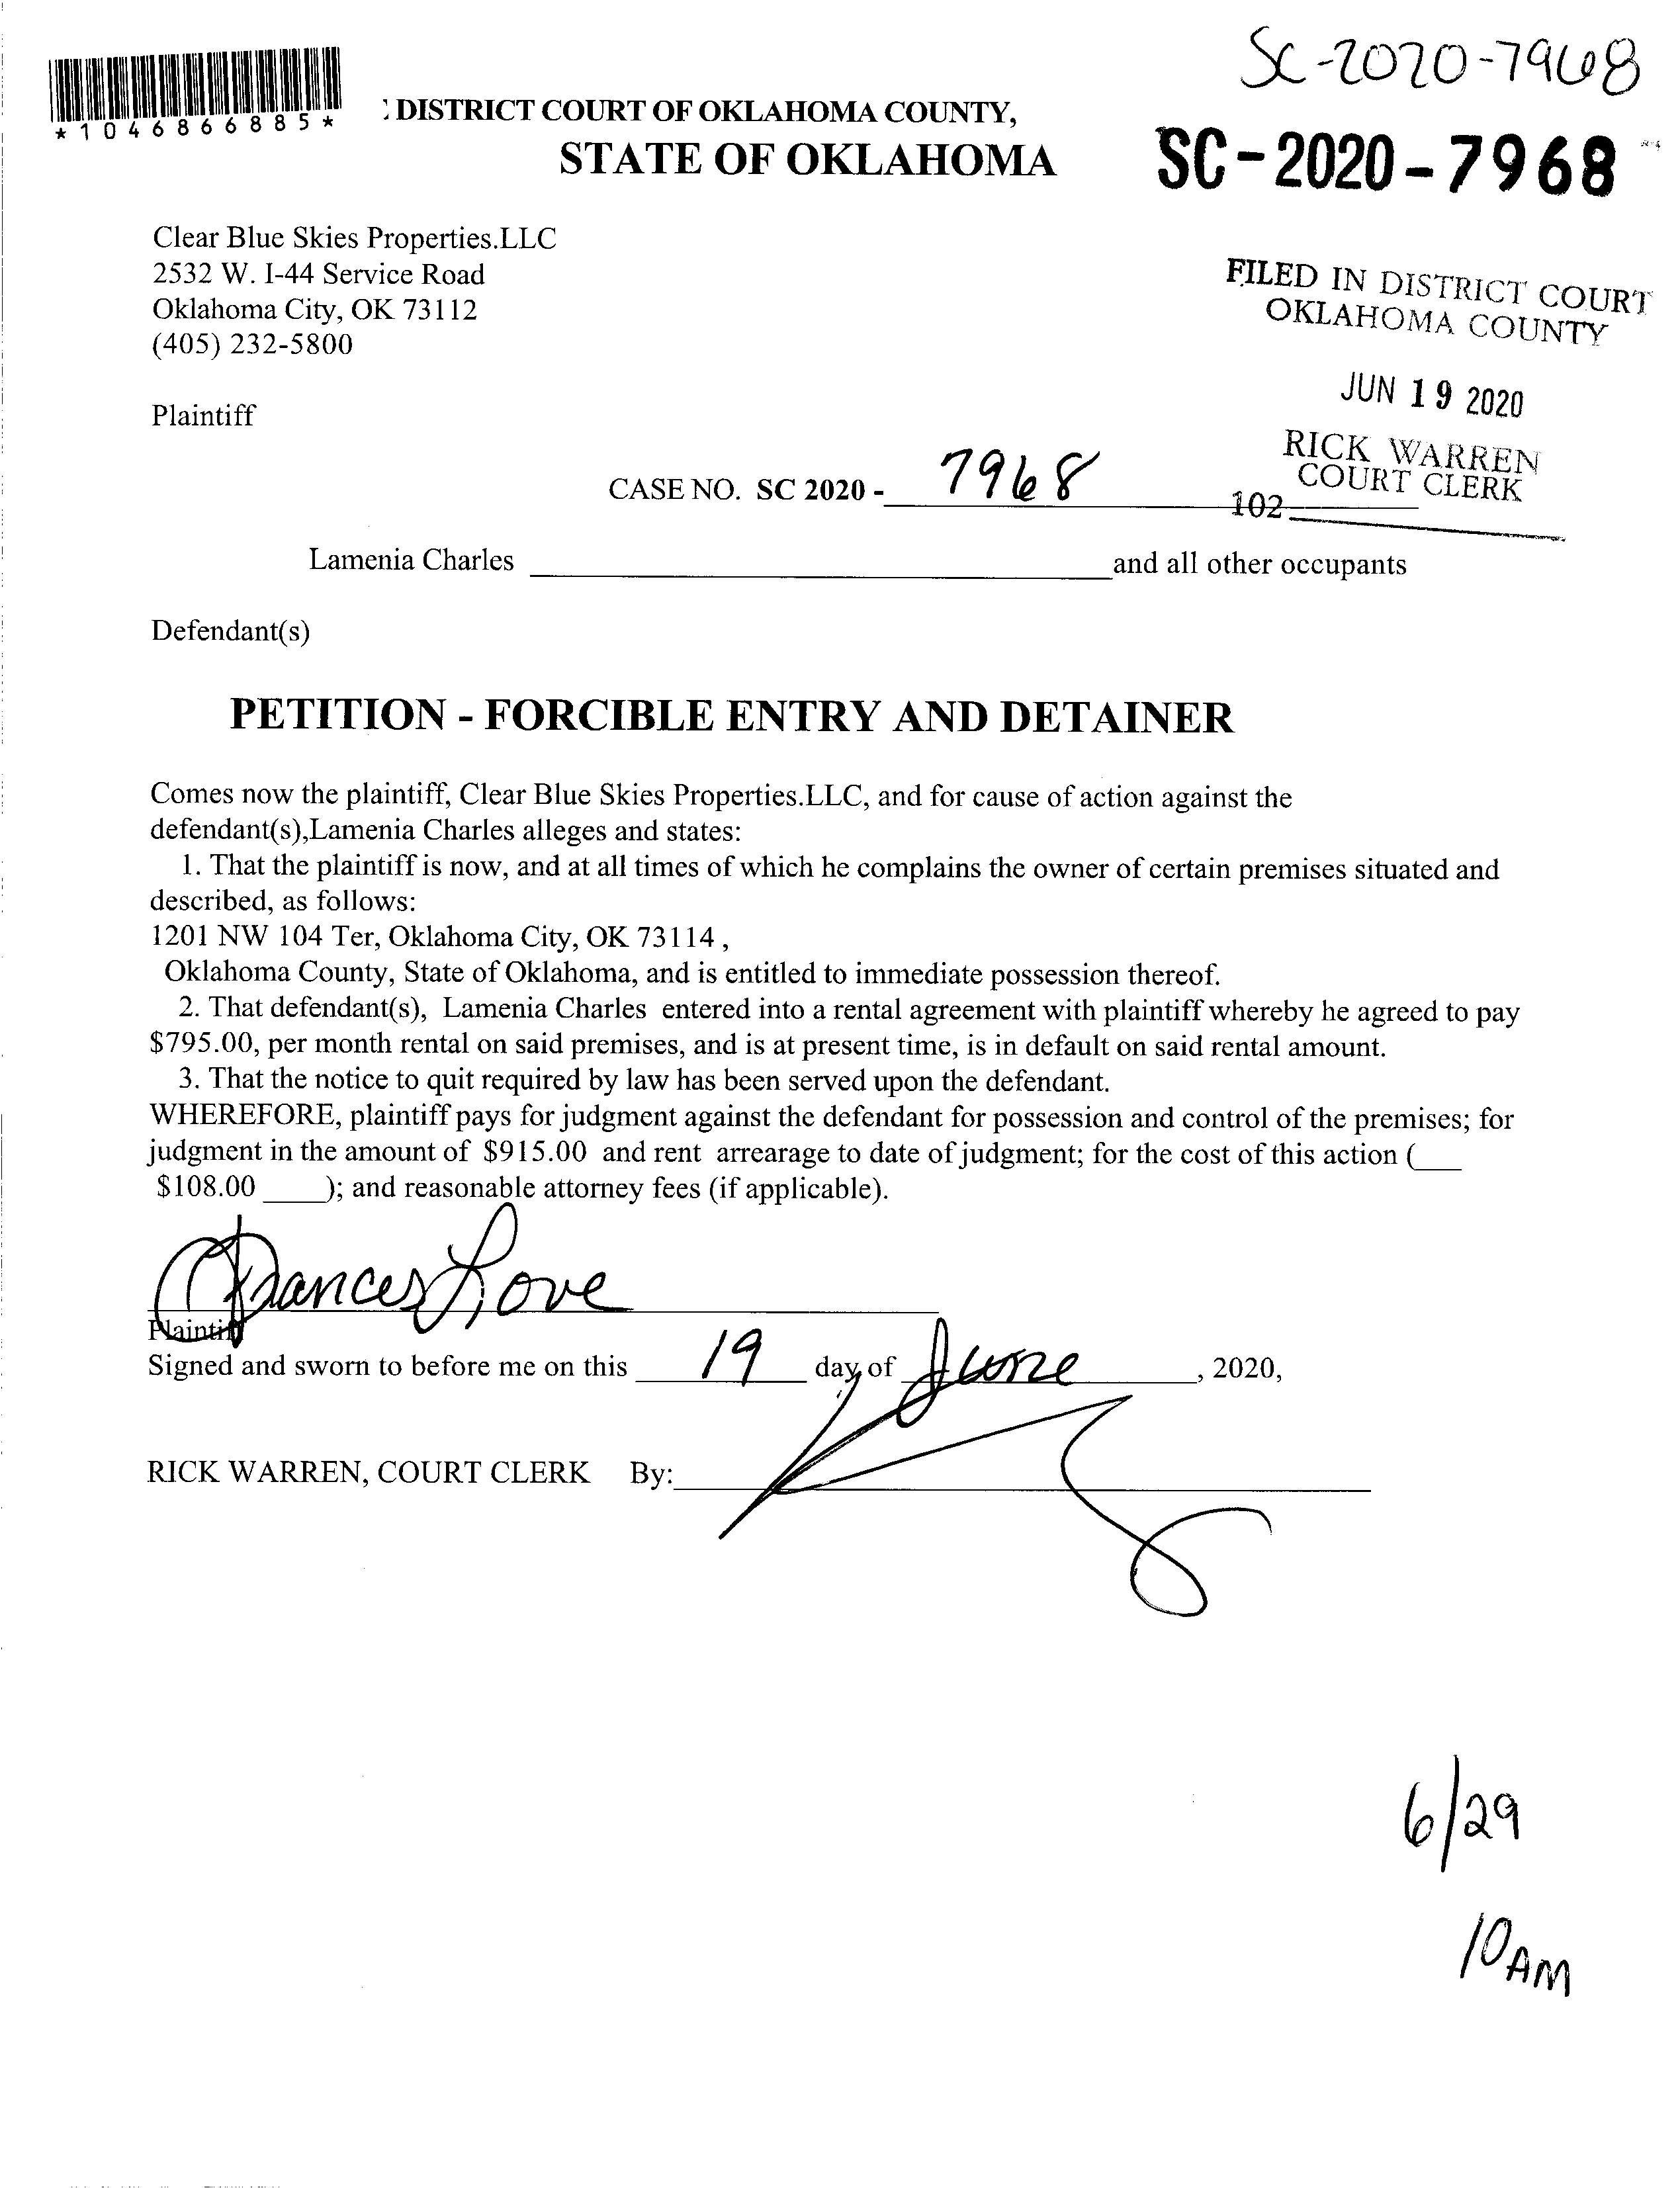 SC-2020-7968
*1046866885*
: DISTRICT COURT OF OKLAHOMA COUNTY,
STATE OF OKLAHOMA
SC-2020-7968
Clear Blue Skies Properties.LLC
2532 W. I-44 Service Road
Oklahoma City, OK 73112
(405) 232-5800
FILED IN DISTRICT COURT
OKLAHOMA COUNTY
JUN 19 2020
RICK WARREN
COURT CLERK
102
Plaintiff
CASE NO. SC 2020 - 7968
Lamenia Charles and all other occupants
Defendant(s)
PETITION - FORCIBLE ENTRY AND DETAINER
Comes now the plaintiff, Clear Blue Skies Properties.LLC, and for cause of action against the
defendant(s),Lamenia Charles alleges and states:
1. That the plaintiff is now, and at all times of which he complains the owner of certain premises situated and
described, as follows:
1201 NW 104 Ter, Oklahoma City, OK 73114 ,
Oklahoma County, State of Oklahoma, and is entitled to immediate possession thereof.
2. That defendant(s), Lamenia Charles entered into a rental agreement with plaintiff whereby he agreed to pay
$795.00, per month rental on said premises, and is at present time, is in default on said rental amount.
3. That the notice to quit required by law has been served upon the defendant.
WHEREFORE, plaintiff pays for judgment against the defendant for possession and control of the premises; for
judgment in the amount of $915.00 and rent arrearage to date of judgment; for the cost of this action (___
$108.00 ____); and reasonable attorney fees (if applicable).
Frances Love
Plaintiff
Signed and sworn to before me on this 19 day of June, 2020,
RICK WARREN, COURT CLERK By:
6/29
10 AM